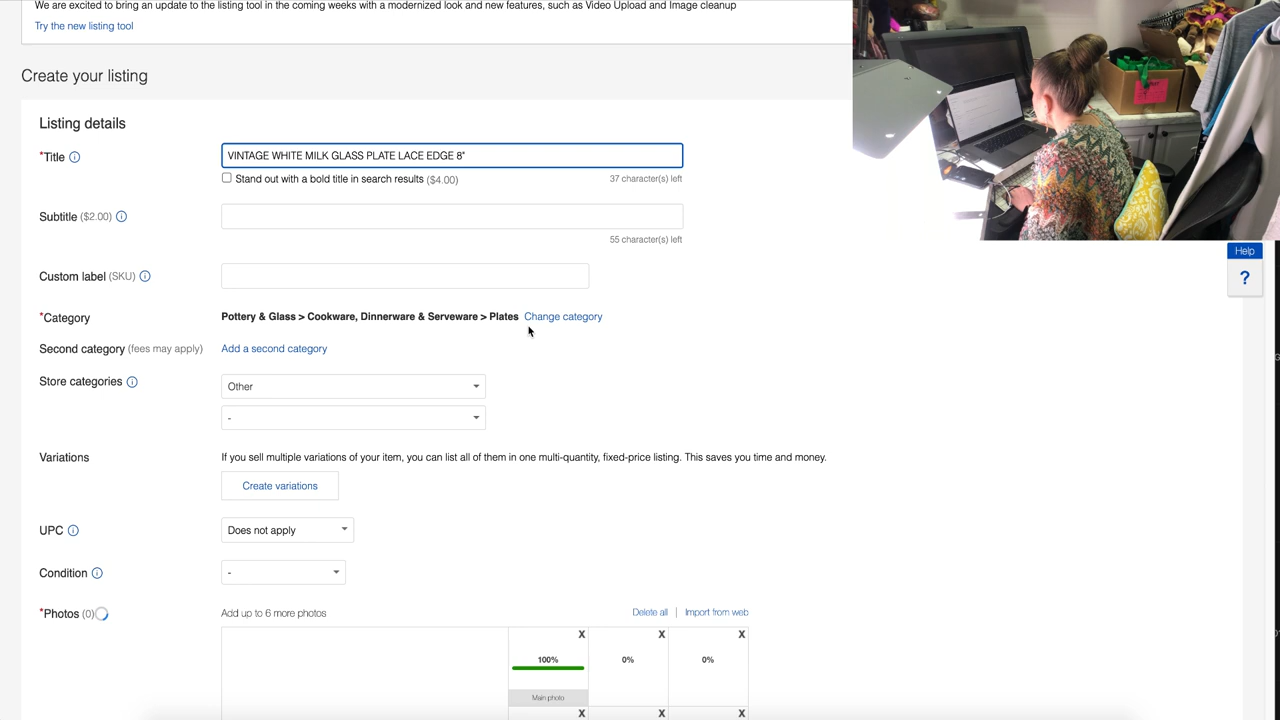 We are excited to bring an update to the listing tool in the coming weeks with a modernized look and new features, such as Video Upload and Image cleanup
Try the new listing tool
Create your listing
Listing details
*Title
VINTAGE WHITE MILK GLASS PLATE LACE EDGE 8"
Stand out with a bold title in search results ($4.00)
37 character(s) left
Subtitle ($2.00)
55 character(s) left
Help
?
Custom label (SKU)
*Category
Pottery & Glass > Cookware, Dinnerware & Serveware > Plates Change category
Second category (fees may apply)
Add a second category
Store categories
Other
-
Variations
If you sell multiple variations of your item, you can list all of them in one multi-quantity, fixed-price listing. This saves you time and money.
Create variations
UPC
Does not apply
Condition
-
*Photos (0)
Add up to 6 more photos
Delete all | Import from web
X X X
100% 0% 0%
Main photo
X X X